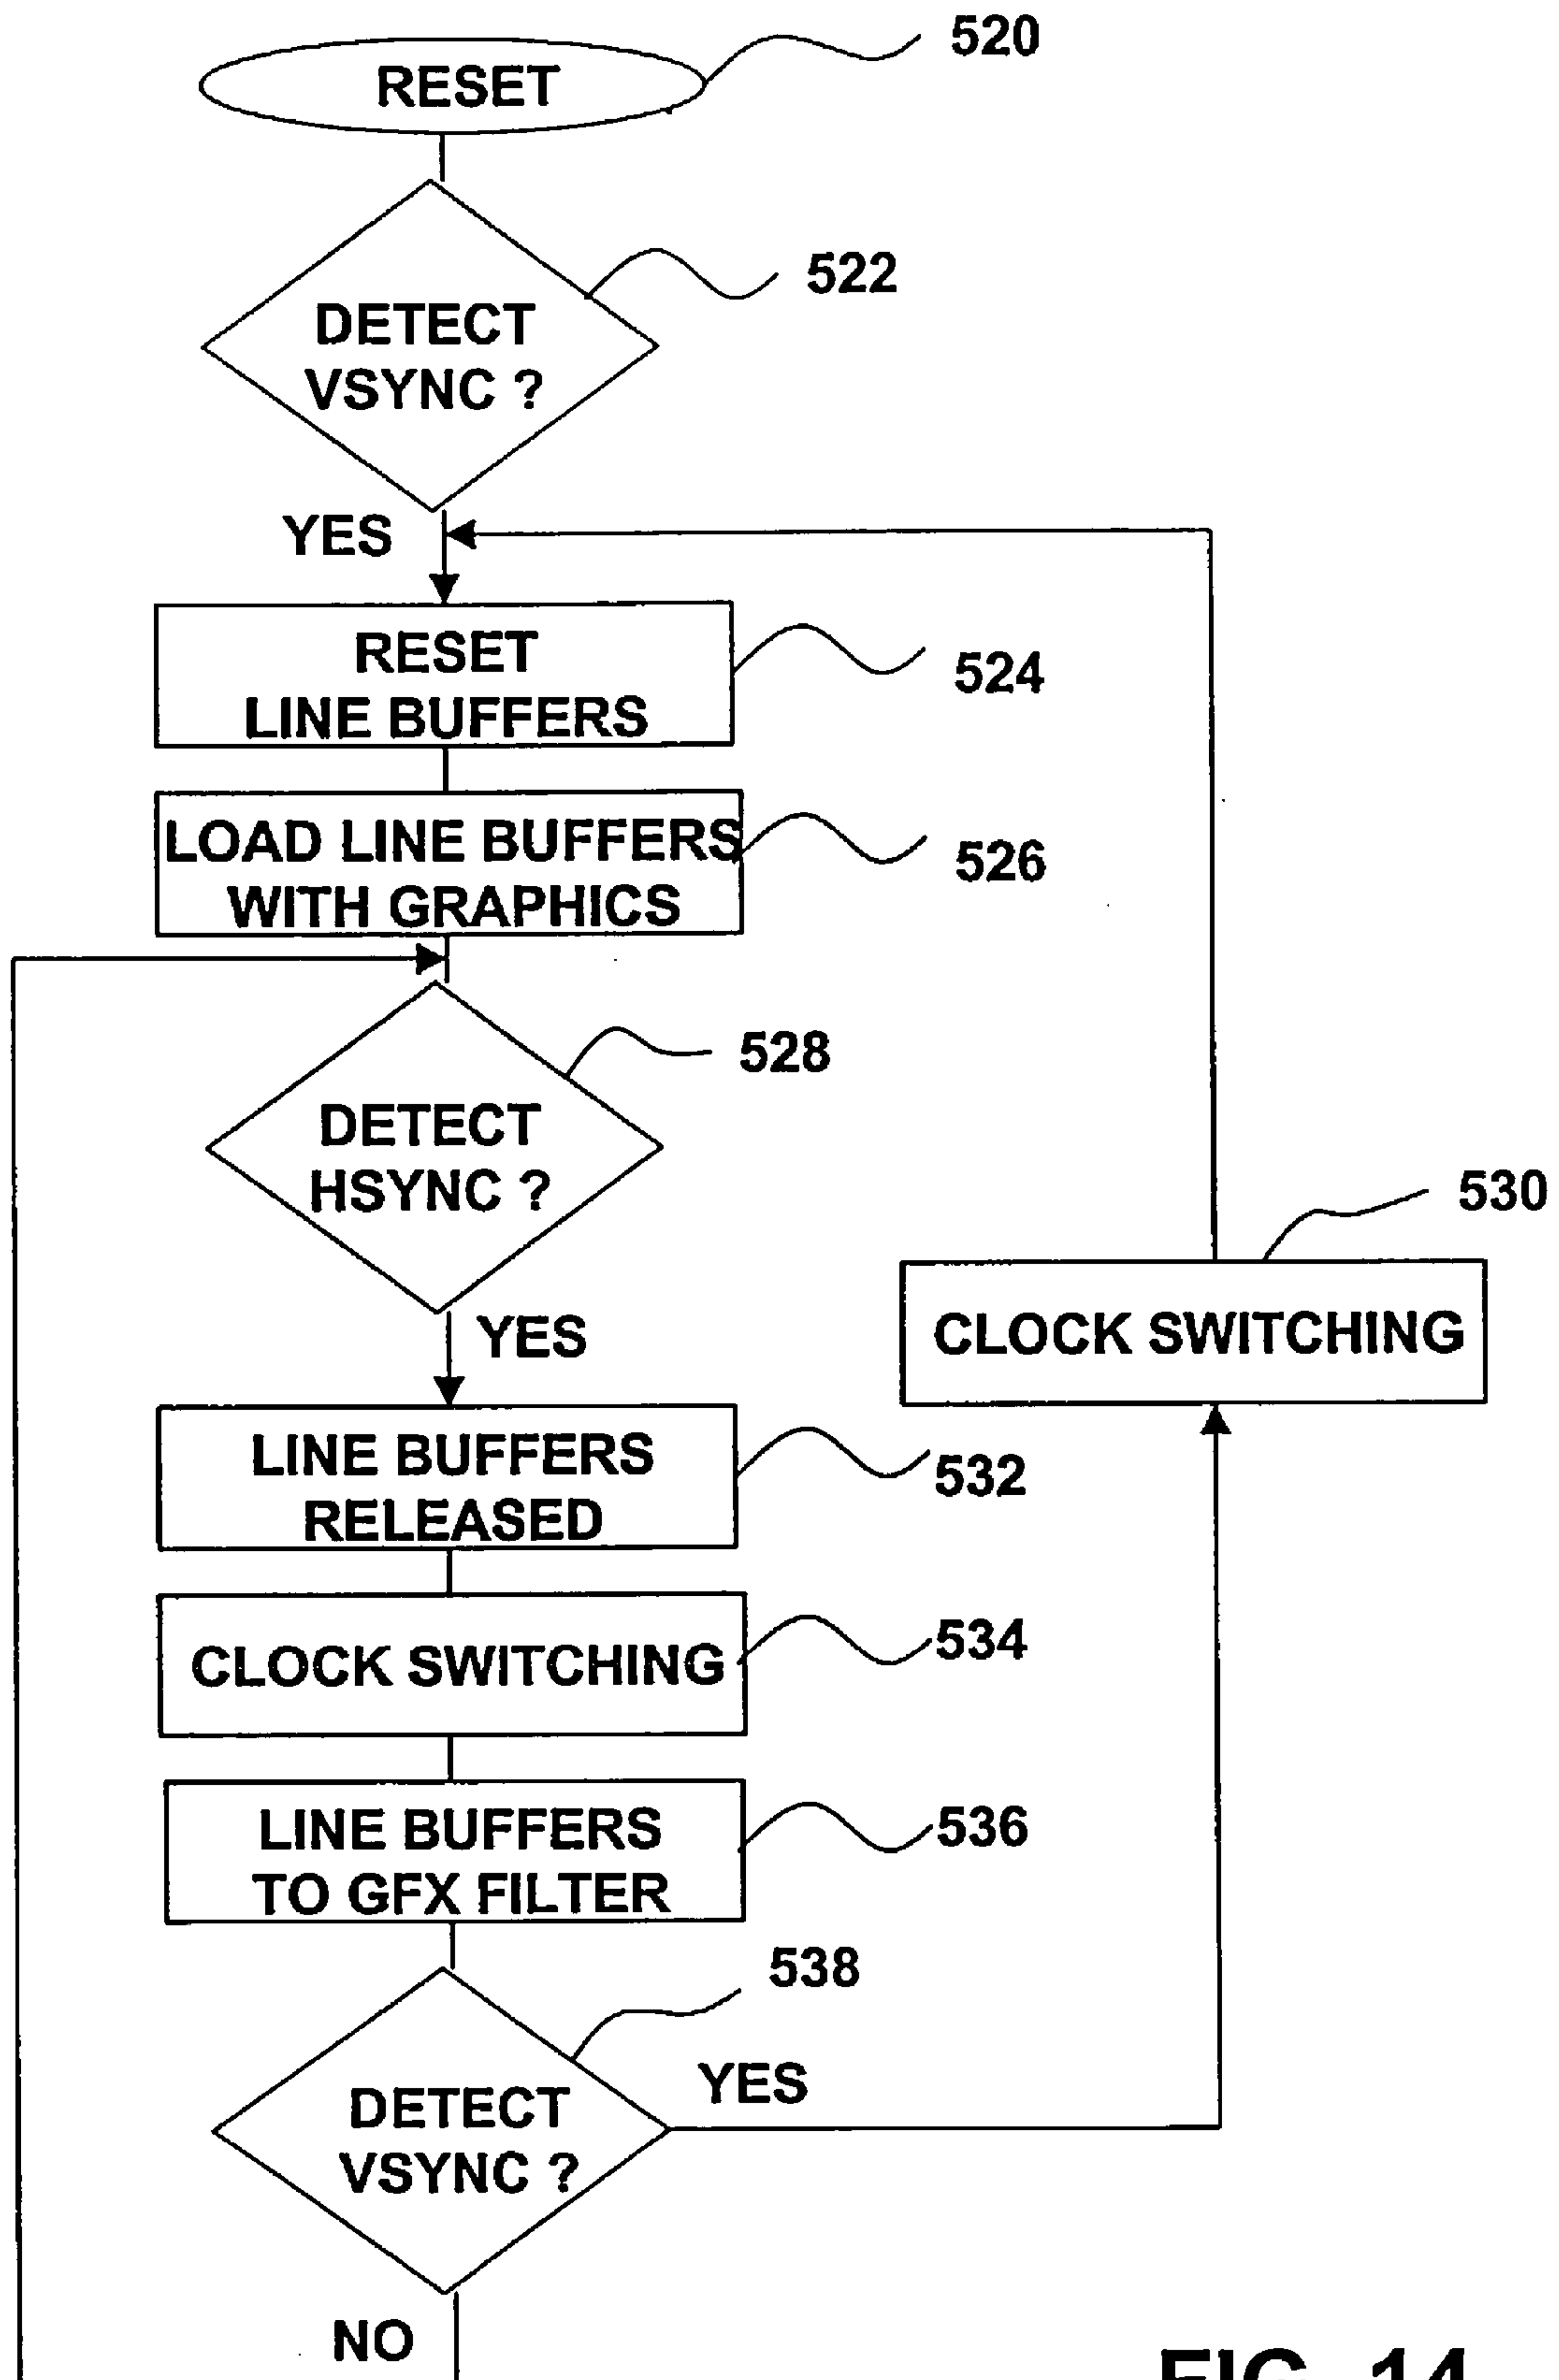 RESET
520
DETECT
VSYNC ?
522
YES
RESET
LINE BUFFERS
524
LOAD LINE BUFFERS
WITH GRAPHICS
526
DETECT
HSYNC ?
528
YES
530
CLOCK SWITCHING
LINE BUFFERS
RELEASED
532
CLOCK SWITCHING
534
LINE BUFFERS
TO GFX FILTER
536
538
DETECT
VSYNC ?
YES
NO
FIG. 14